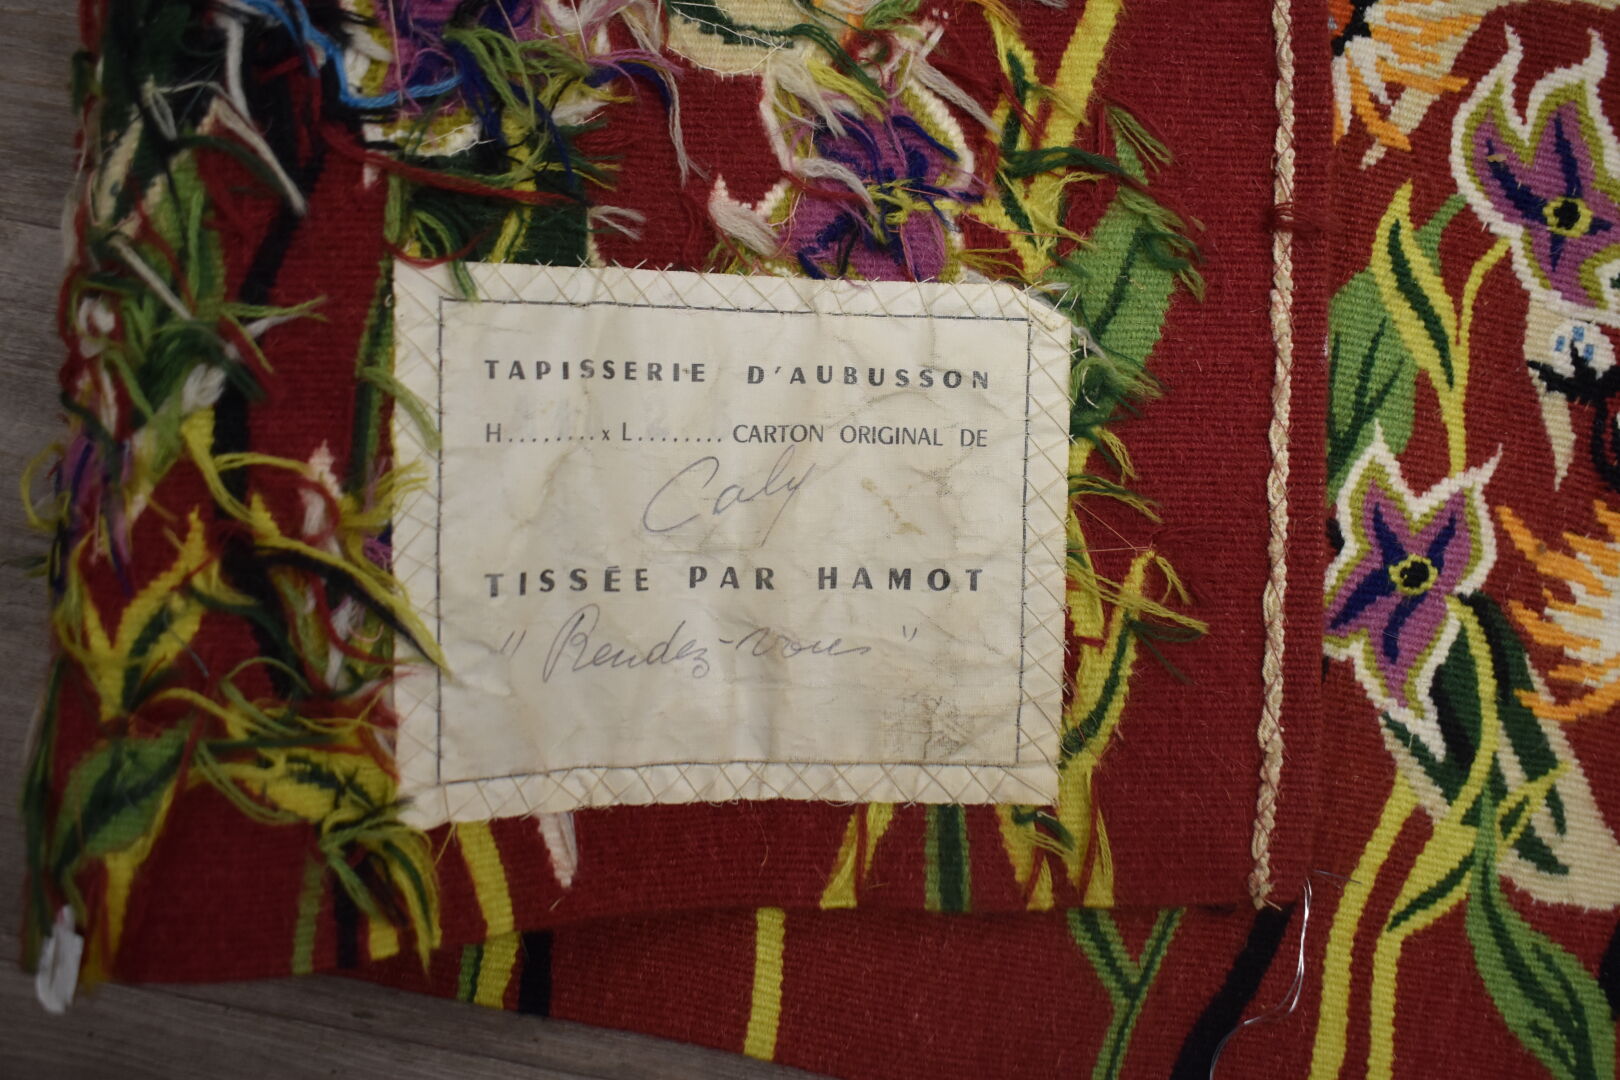 TAPISSERIE D'AUBUSSON
H........x L........ CARTON ORIGINAL DE
Caly
TISSÉE PAR HAMOT
"Rendez-vous"